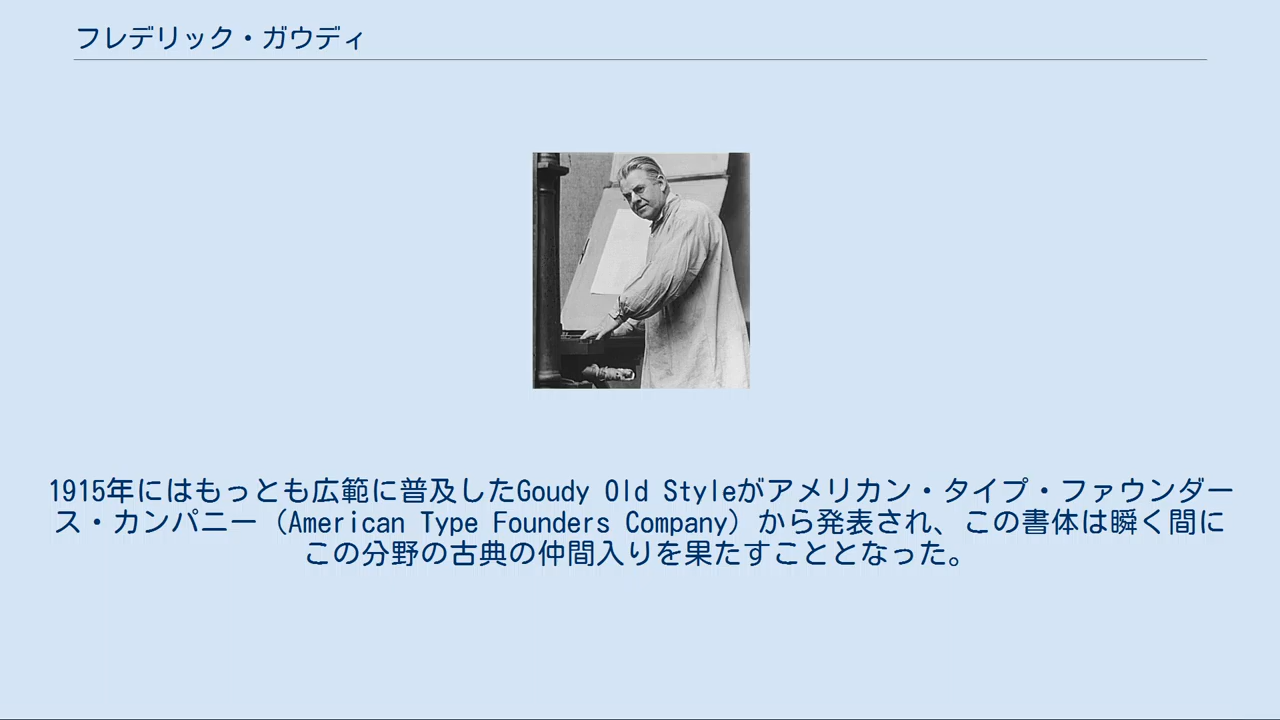 フレデリック・ガウディ
1915年にはもっとも広範に普及したGoudy Old Styleがアメリカン・タイプ・ファウンダー
ス・カンパニー（American Type Founders Company）から発表され、この書体は瞬く間に
この分野の古典の仲間入りを果たすこととなった。